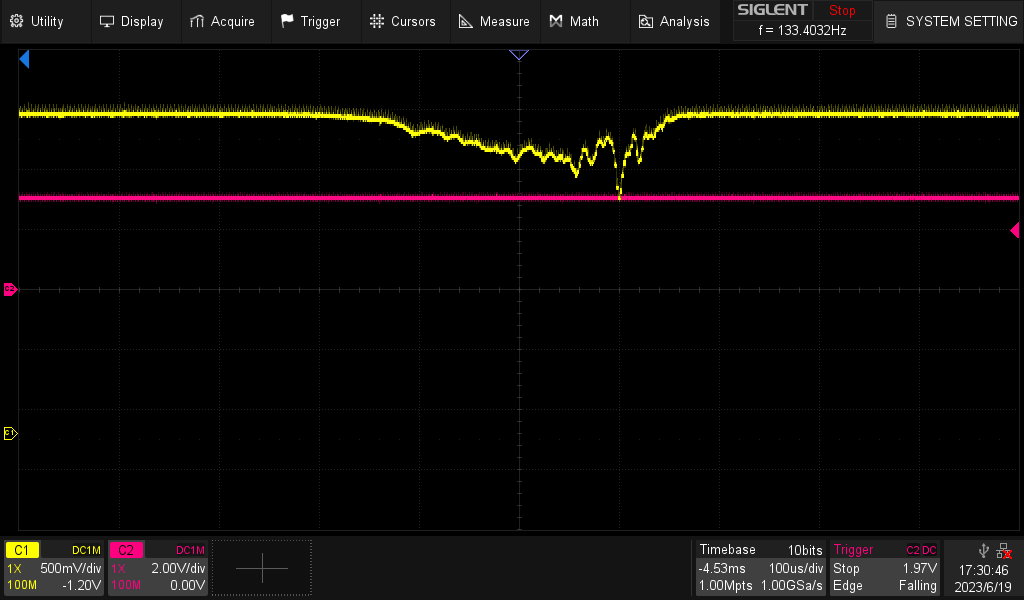 Utility Display Acquire Trigger Cursors Measure Math Analysis SIGLENT Stop SYSTEM SETTING
f = 133.4032Hz
C2
C1
C1 DC1M C2 DC1M Timebase 10bits Trigger C2 DC
1X 500mV/div 1X 2.00V/div -4.53ms 100us/div Stop 1.97V 17:30:46
100M -1.20V 100M 0.00V 1.00Mpts 1.00GSa/s Edge Falling 2023/6/19